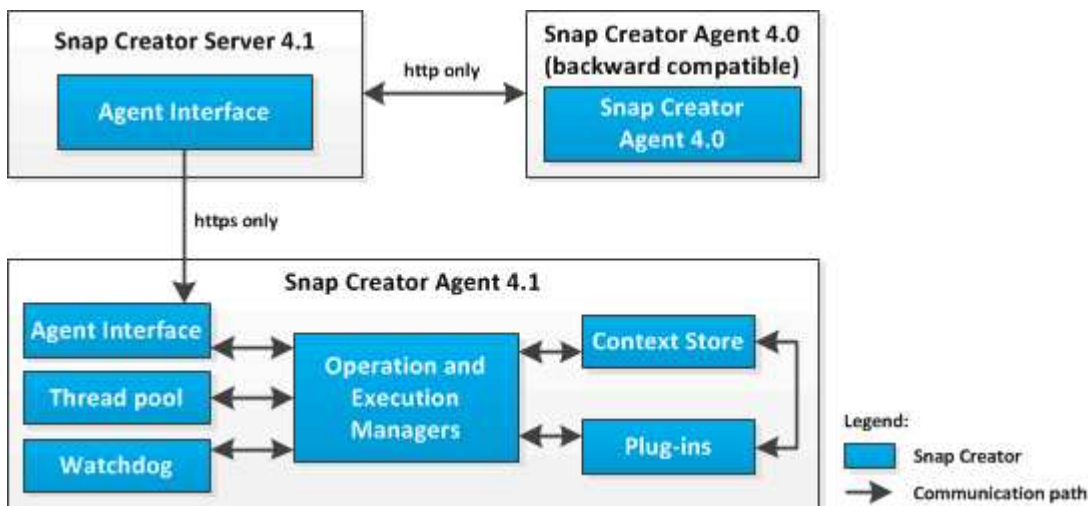 Snap Creator Server 4.1
Agent Interface
http only
Snap Creator Agent 4.0
(backward compatible)
Snap Creator
Agent 4.0
https only
Snap Creator Agent 4.1
Agent Interface
Thread pool
Watchdog
Operation and
Execution
Managers
Context Store
Plug-ins
Legend:
Snap Creator
Communication path